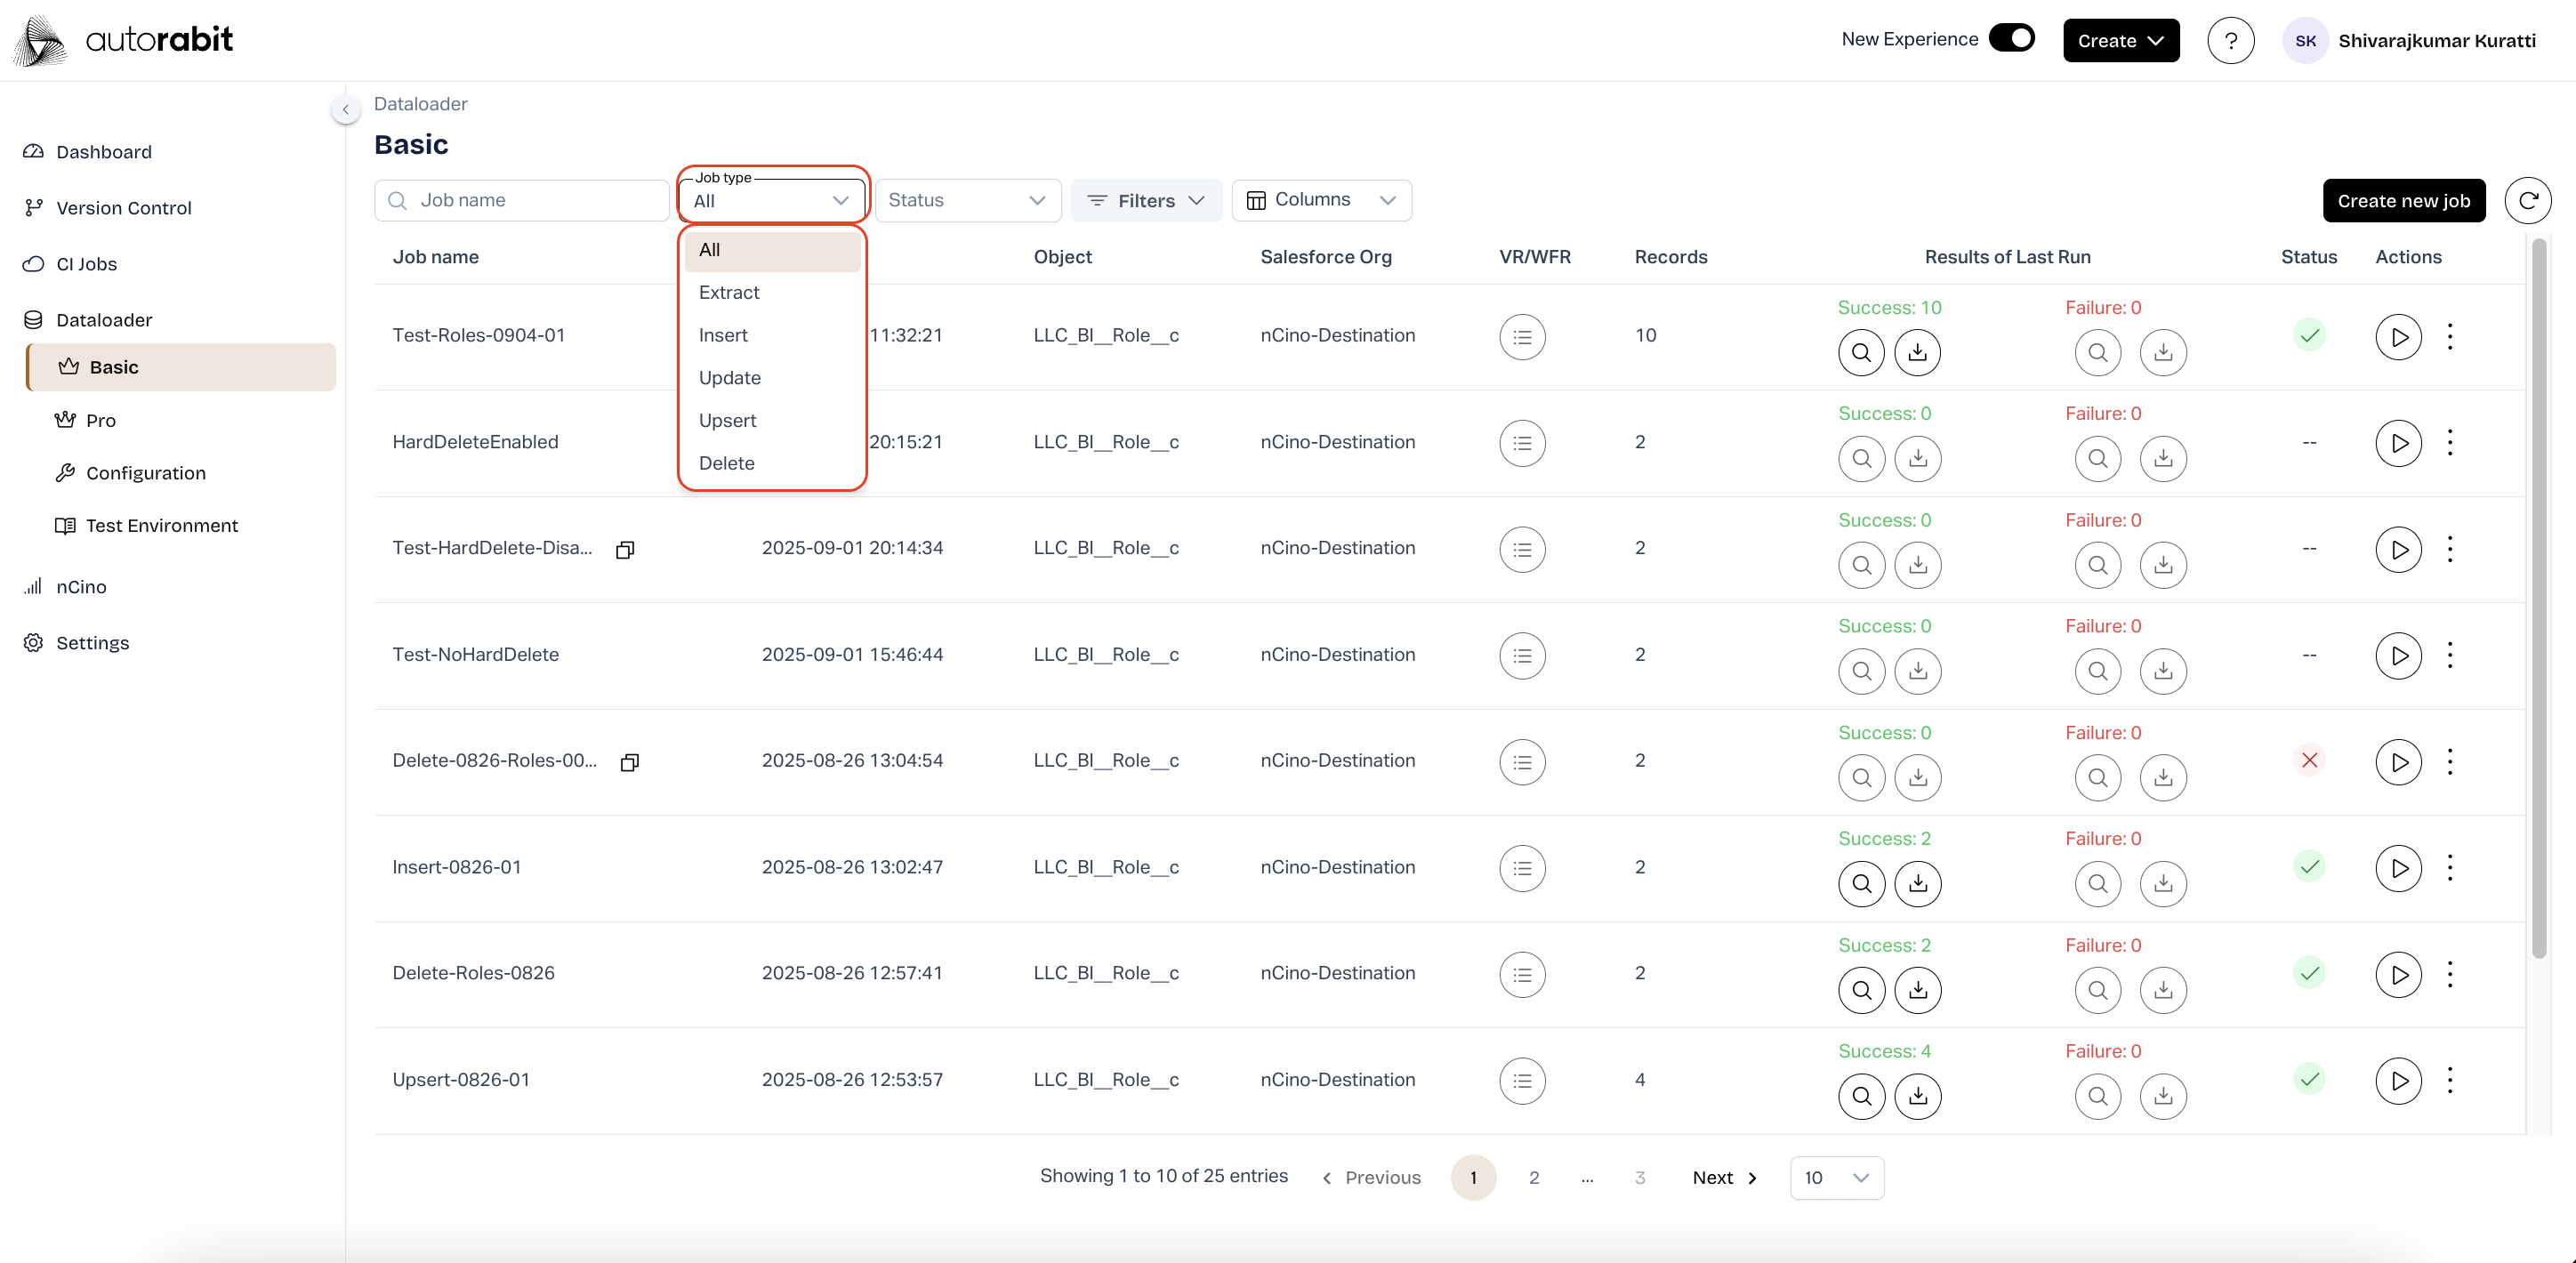 autorabit
New Experience
Create
?
SK
Shivarajkumar Kuratti
Dashboard
Version Control
CI Jobs
Dataloader
Basic
Pro
Configuration
Test Environment
nCino
Settings
Dataloader
Basic
Job name
Job type
All
Status
Filters
Columns
Create new job
All
Extract
Insert
Update
Upsert
Delete
Job name Object Salesforce Org VR/WFR Records Results of Last Run Status Actions
Success: 10 Failure: 0
Test-Roles-0904-01 11:32:21 LLC_BI__Role__c nCino-Destination 10
Success: 0 Failure: 0
HardDeleteEnabled 20:15:21 LLC_BI__Role__c nCino-Destination 2 --
Success: 0 Failure: 0
Test-HardDelete-Disa... 2025-09-01 20:14:34 LLC_BI__Role__c nCino-Destination 2 --
Success: 0 Failure: 0
Test-NoHardDelete 2025-09-01 15:46:44 LLC_BI__Role__c nCino-Destination 2 --
Success: 0 Failure: 0
Delete-0826-Roles-00... 2025-08-26 13:04:54 LLC_BI__Role__c nCino-Destination 2
Success: 2 Failure: 0
Insert-0826-01 2025-08-26 13:02:47 LLC_BI__Role__c nCino-Destination 2
Success: 2 Failure: 0
Delete-Roles-0826 2025-08-26 12:57:41 LLC_BI__Role__c nCino-Destination 2
Success: 4 Failure: 0
Upsert-0826-01 2025-08-26 12:53:57 LLC_BI__Role__c nCino-Destination 4
Showing 1 to 10 of 25 entries Previous 1 2 ... 3 Next 10